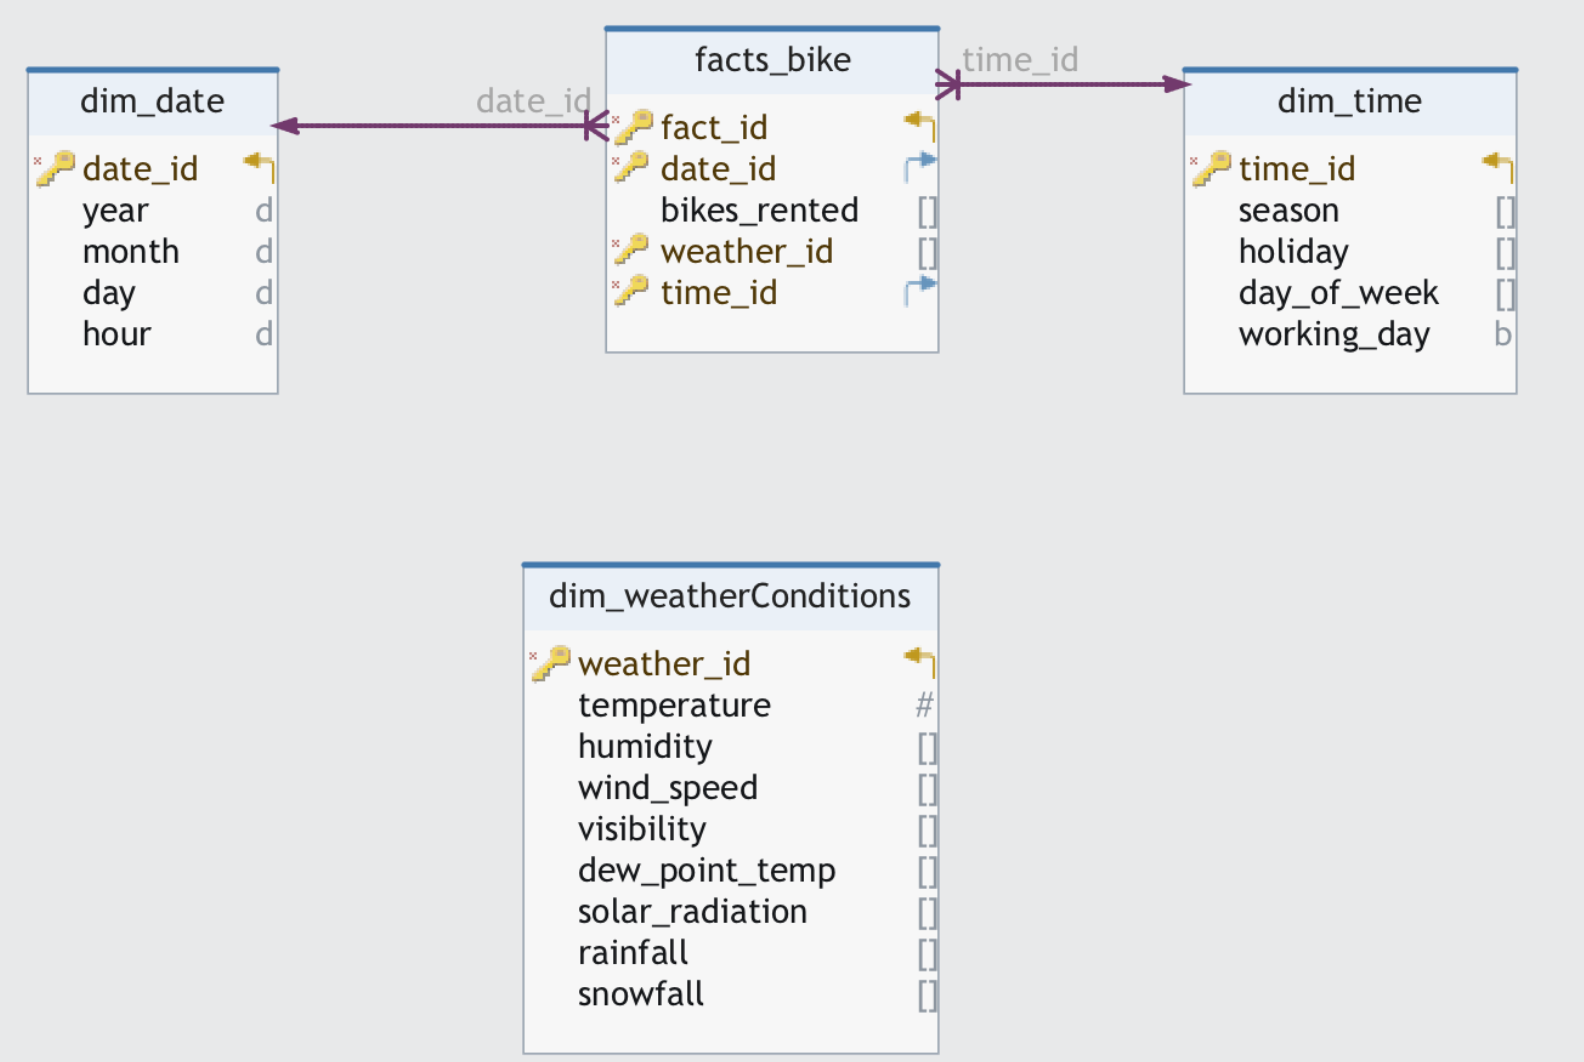 dim_date
date_id
year d
month d
day d
hour d
date_id
facts_bike
fact_id
date_id
bikes_rented []
weather_id []
time_id
time_id
dim_time
time_id
season []
holiday []
day_of_week []
working_day b
dim_weatherConditions
weather_id
temperature #
humidity []
wind_speed []
visibility []
dew_point_temp []
solar_radiation []
rainfall []
snowfall []